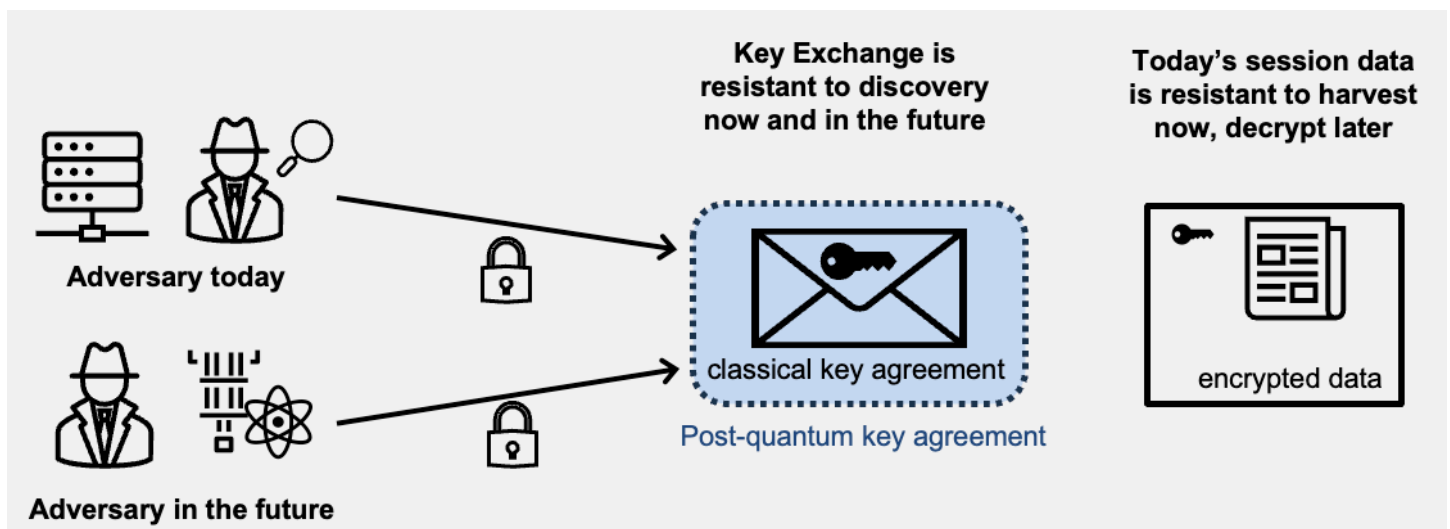 Key Exchange is
resistant to discovery
now and in the future
Today’s session data
is resistant to harvest
now, decrypt later
Adversary today
classical key agreement
encrypted data
Post-quantum key agreement
Adversary in the future